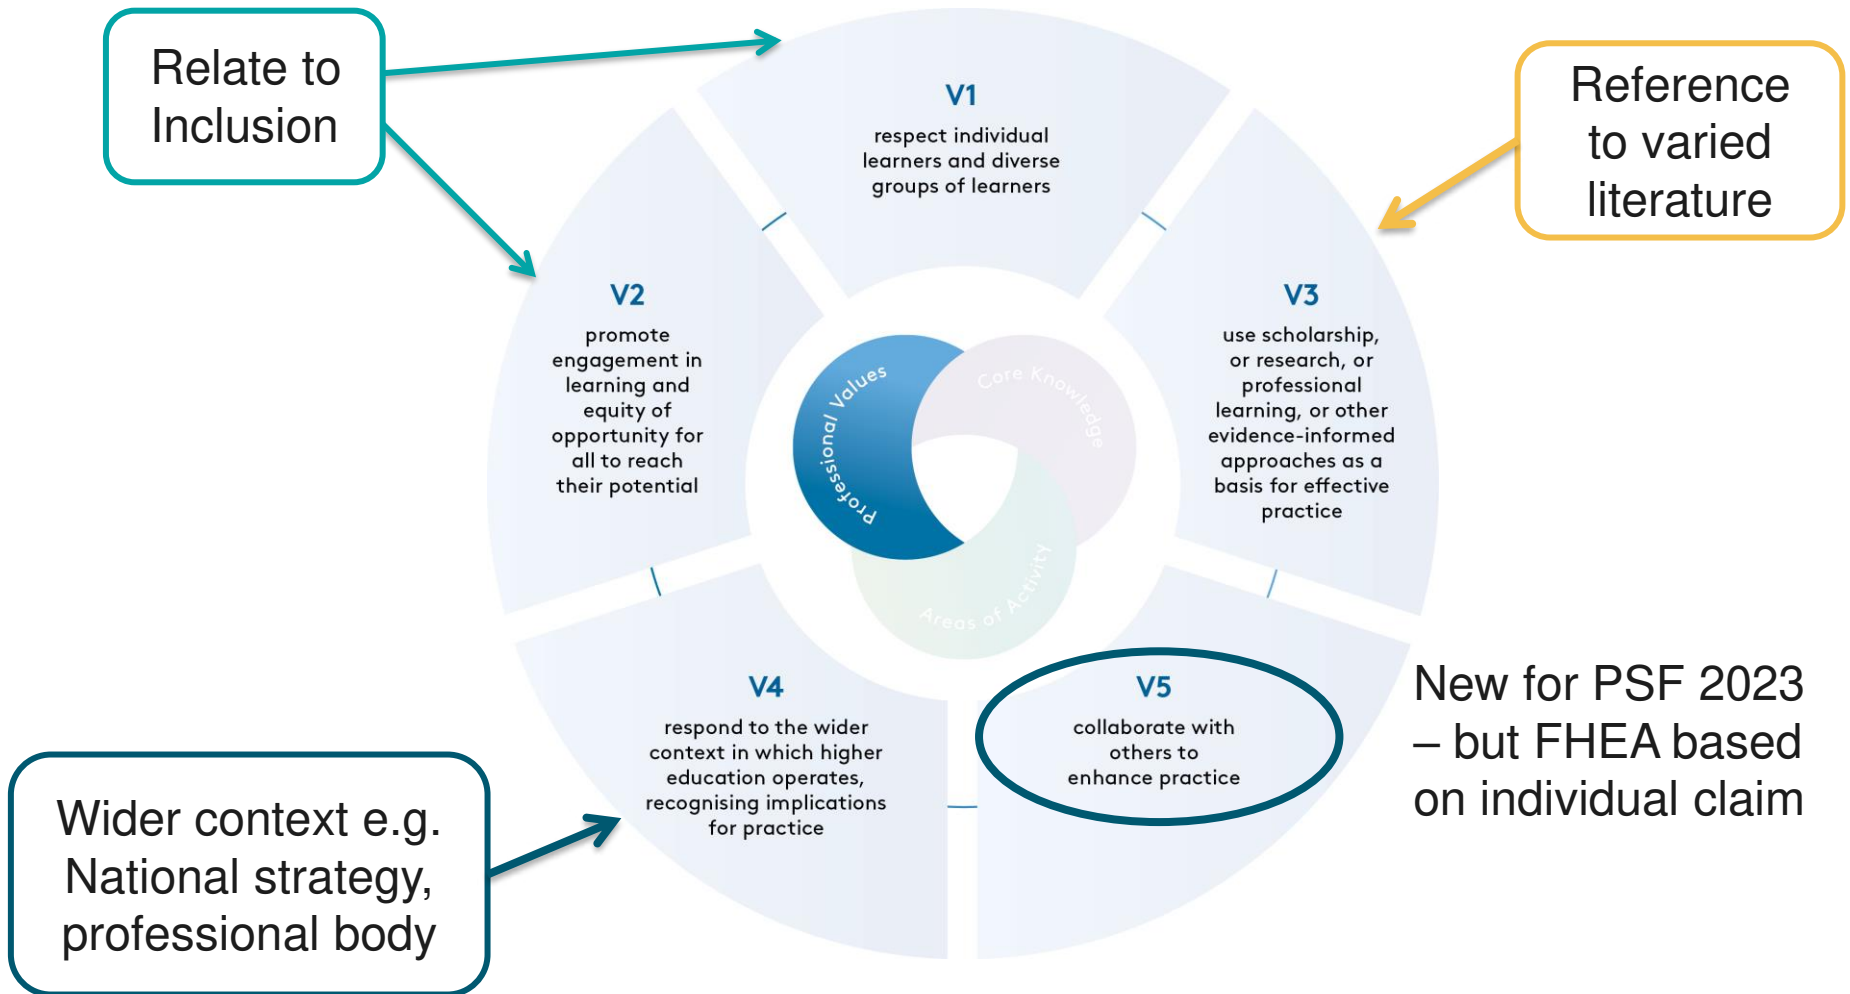 Relate to
Inclusion
V1
respect individual
learners and diverse
groups of learners
Reference
to varied
literature
V2
promote
engagement in
learning and
equity of
opportunity for
all to reach
their potential
Professional Values
Core Knowledge
Areas of Activity
V3
use scholarship,
or research, or
professional
learning, or other
evidence-informed
approaches as a
basis for effective
practice
V4
respond to the wider
context in which higher
education operates,
recognising implications
for practice
V5
collaborate with
others to
enhance practice
New for PSF 2023
– but FHEA based
on individual claim
Wider context e.g.
National strategy,
professional body